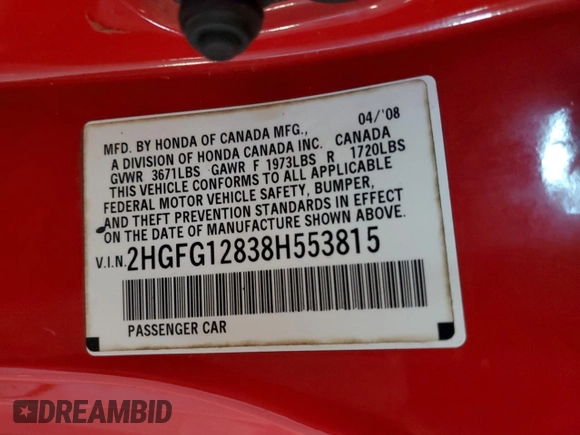 04/'08
MFD. BY HONDA OF CANADA MFG.,
A DIVISION OF HONDA CANADA INC. CANADA
GVWR 3671LBS GAWR F 1973LBS R 1720LBS
THIS VEHICLE CONFORMS TO ALL APPLICABLE
FEDERAL MOTOR VEHICLE SAFETY, BUMPER,
AND THEFT PREVENTION STANDARDS IN EFFECT
ON THE DATE OF MANUFACTURE SHOWN ABOVE.
V.I.N. 2HGFG12838H553815
PASSENGER CAR
DREAMBID